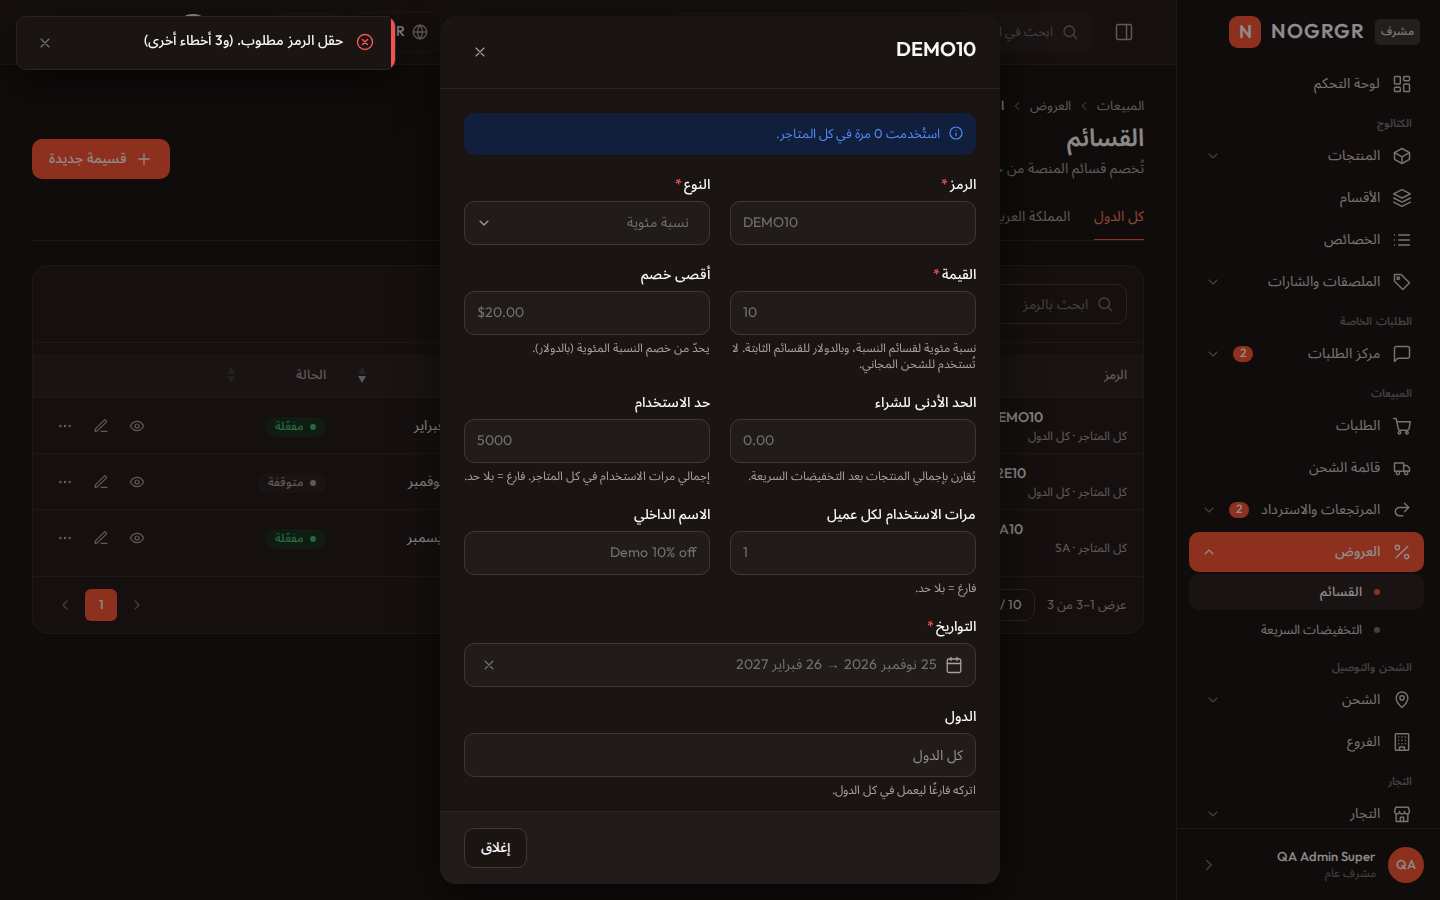 مشرف
NOGRGR
N
لوحة التحكم
الكتالوج
المنتجات
الأقسام
الخصائص
الملصقات والشارات
الطلبات الخاصة
مركز الطلبات
2
المبيعات
الطلبات
قائمة الشحن
المرتجعات والاسترداد
2
العروض
القسائم
التخفيضات السريعة
الشحن والتوصيل
الشحن
الفروع
التجار
التجار
QA
QA Admin Super
مشرف عام
ابحث في
حقل الرمز مطلوب. (و3 أخطاء أخرى)
المبيعات
العروض
القسائم
تُخصم قسائم المنصة من
قسيمة جديدة
كل الدول
المملكة
ابحث بالرمز
الرمز
الحالة
كل المتاجر · كل الدول
فبراير
مفعّلة
كل المتاجر · كل الدول
متوقفة
كل المتاجر · SA
مفعّلة
عرض 1–3 من 3
10 /
1
DEMO10
استُخدمت 0 مرة في كل المتاجر.
الرمز *
DEMO10
النوع *
نسبة مئوية
القيمة *
10
نسبة مئوية لقسائم النسبة، وبالدولار للقسائم الثابتة. لا
تُستخدم للشحن المجاني.
أقصى خصم
$20.00
يحدّ من خصم النسبة المئوية (بالدولار).
الحد الأدنى للشراء
0.00
يُقارن بإجمالي المنتجات بعد التخفيضات السريعة.
حد الاستخدام
5000
إجمالي مرات الاستخدام في كل المتاجر. فارغ = بلا حد.
مرات الاستخدام لكل عميل
1
فارغ = بلا حد.
الاسم الداخلي
Demo 10% off
التواريخ *
25 نوفمبر 2026 → 26 فبراير 2027
الدول
كل الدول
اتركه فارغًا ليعمل في كل الدول.
إغلاق